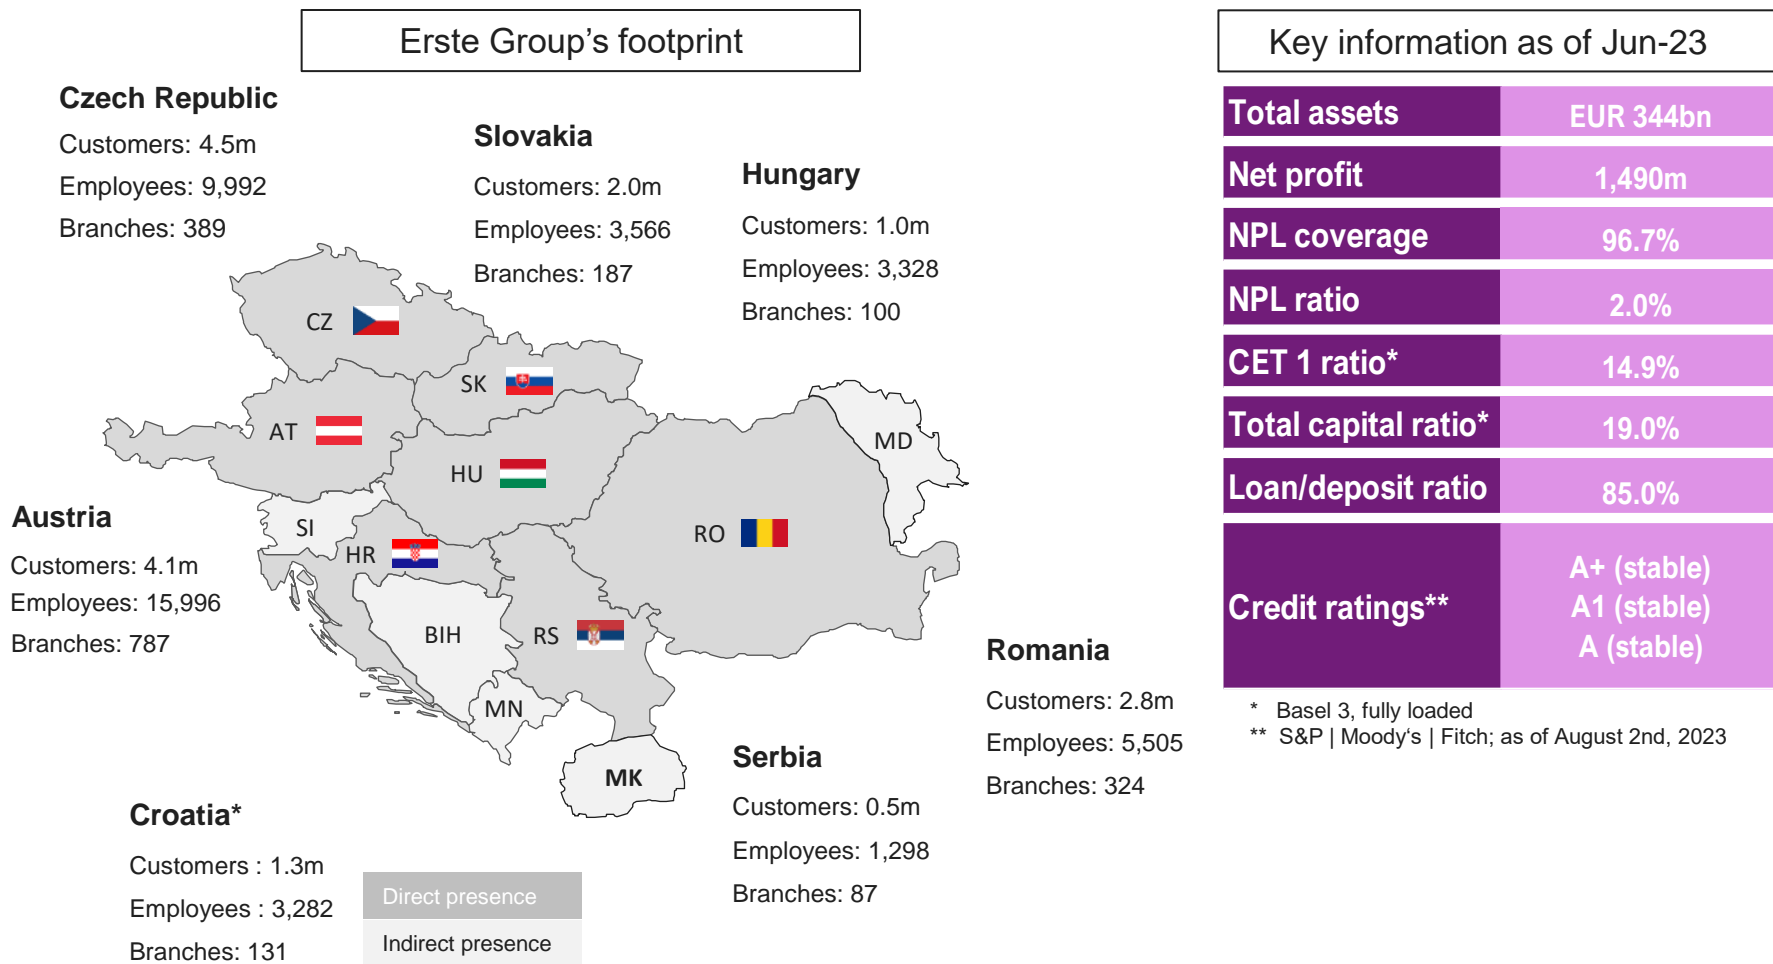 Erste Group's footprint
Key information as of Jun-23
Czech Republic
Customers: 4.5m
Employees: 9,992
Branches: 389
Slovakia
Customers: 2.0m
Employees: 3,566
Branches: 187
Hungary
Customers: 1.0m
Employees: 3,328
Branches: 100
CZ
SK
AT
HU
MD
SI
HR
RO
BIH
RS
MN
MK
Austria
Customers: 4.1m
Employees: 15,996
Branches: 787
Romania
Customers: 2.8m
Employees: 5,505
Branches: 324
Serbia
Customers: 0.5m
Employees: 1,298
Branches: 87
Croatia*
Customers : 1.3m
Employees : 3,282
Branches: 131
Direct presence
Indirect presence
Total assets EUR 344bn
Net profit 1,490m
NPL coverage 96.7%
NPL ratio 2.0%
CET 1 ratio* 14.9%
Total capital ratio* 19.0%
Loan/deposit ratio 85.0%
Credit ratings**
A+ (stable)
A1 (stable)
A (stable)
* Basel 3, fully loaded
** S&P | Moody's | Fitch; as of August 2nd, 2023